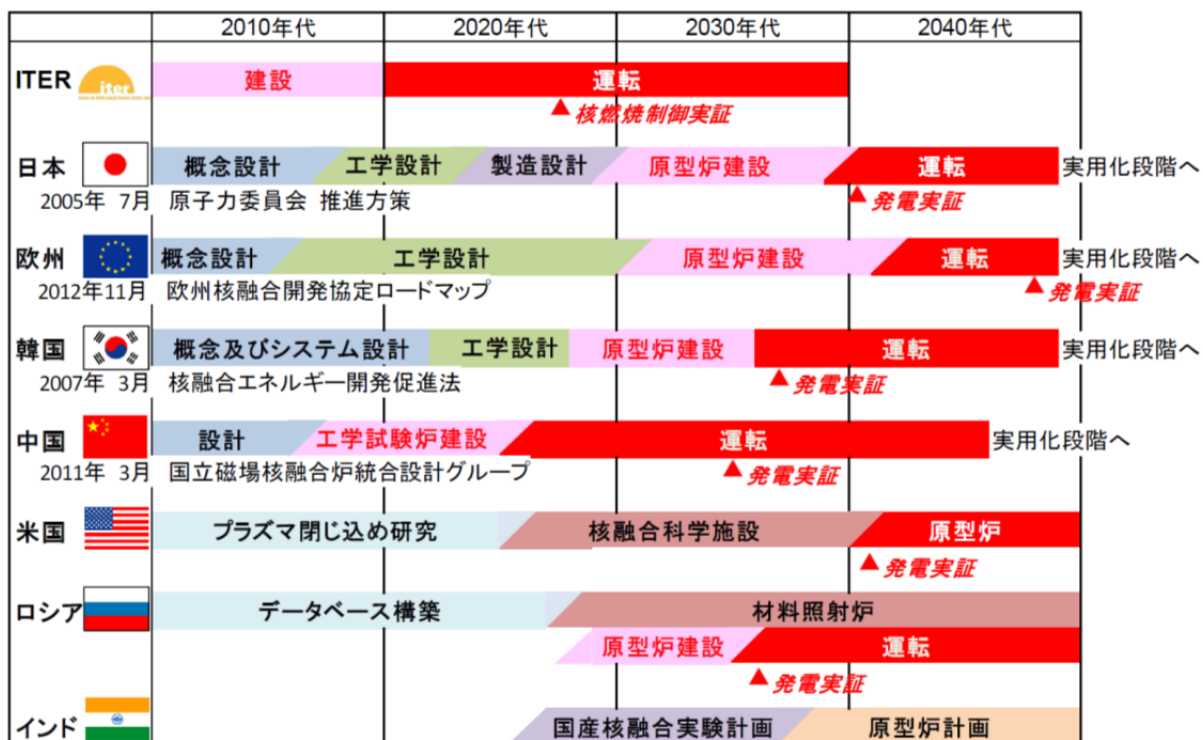 2010年代 2020年代 2030年代 2040年代
ITER iter 建設 運転
▲ 核燃焼制御実証
日本 概念設計 工学設計 製造設計 原型炉建設 運転 実用化段階へ
2005年 7月 原子力委員会 推進方策 ▲ 発電実証
欧州 概念設計 工学設計 原型炉建設 運転 実用化段階へ
2012年11月 欧州核融合開発協定ロードマップ ▲ 発電実証
韓国 概念及びシステム設計 工学設計 原型炉建設 運転 実用化段階へ
2007年 3月 核融合エネルギー開発促進法 ▲ 発電実証
中国 設計 工学試験炉建設 運転 実用化段階へ
2011年 3月 国立磁場核融合炉統合設計グループ ▲ 発電実証
米国 プラズマ閉じ込め研究 核融合科学施設 原型炉
▲ 発電実証
ロシア データベース構築 材料照射炉
原型炉建設 運転
▲ 発電実証
インド 国産核融合実験計画 原型炉計画